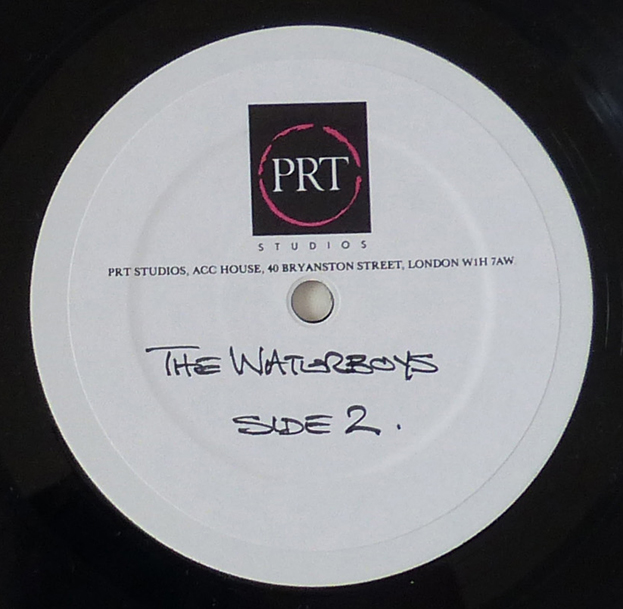 PRT
STUDIOS
PRT STUDIOS, ACC HOUSE, 40 BRYANSTON STREET, LONDON W1H 7AW
THE WATERBOYS
SIDE 2.